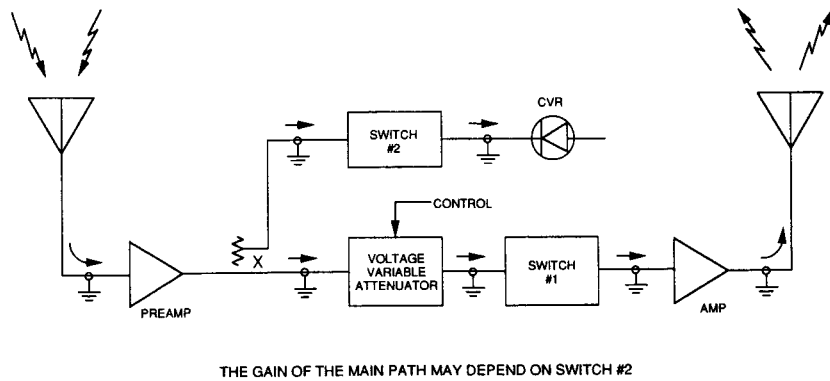 CVR
SWITCH
#2
CONTROL
X
VOLTAGE
VARIABLE
ATTENUATOR
SWITCH
#1
PREAMP
AMP
THE GAIN OF THE MAIN PATH MAY DEPEND ON SWITCH #2